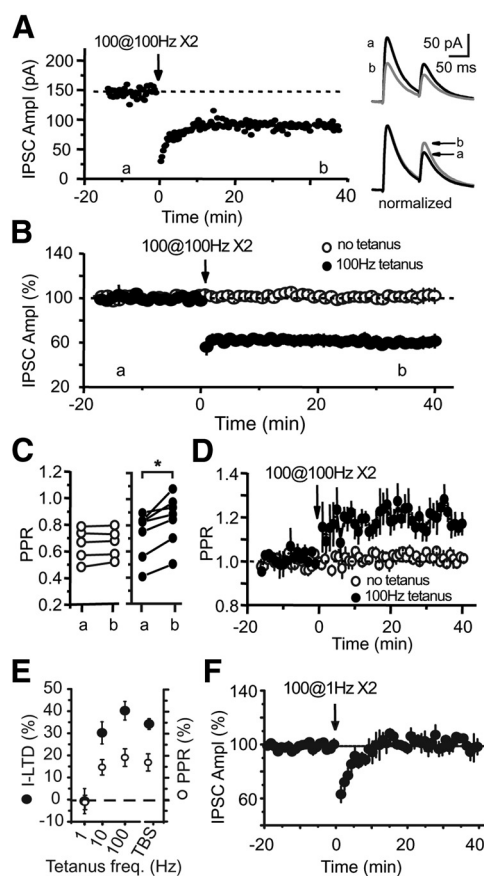 A
100@100Hz X2
IPSC Ampl (pA)
200
150
100
50
0
a
b
-10 0 10 20 30 40
Time (min)
a
b
50 pA
50 ms
b
a
normalized
B
100@100Hz X2
no tetanus
100Hz tetanus
IPSC Ampl (%)
140
100
60
20
a
b
-20 0 20 40
Time (min)
C
PPR
1.2
1.0
0.8
0.6
0.4
0.2
*
a b a b
D
100@100Hz X2
PPR
1.4
1.2
1.0
0.8
no tetanus
100Hz tetanus
-20 0 20 40
Time (min)
E
I-LTD (%)
50
40
30
20
10
0
-10
PPR (%)
1 10 100 TBS
Tetanus freq. (Hz)
F
100@1Hz X2
IPSC Ampl (%)
140
100
60
-20 0 20 40
Time (min)